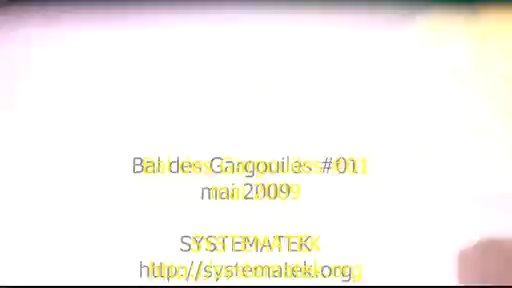 Bal des Gargouilles #01
mai 2009
SYSTEMATEK
http://systematek.org